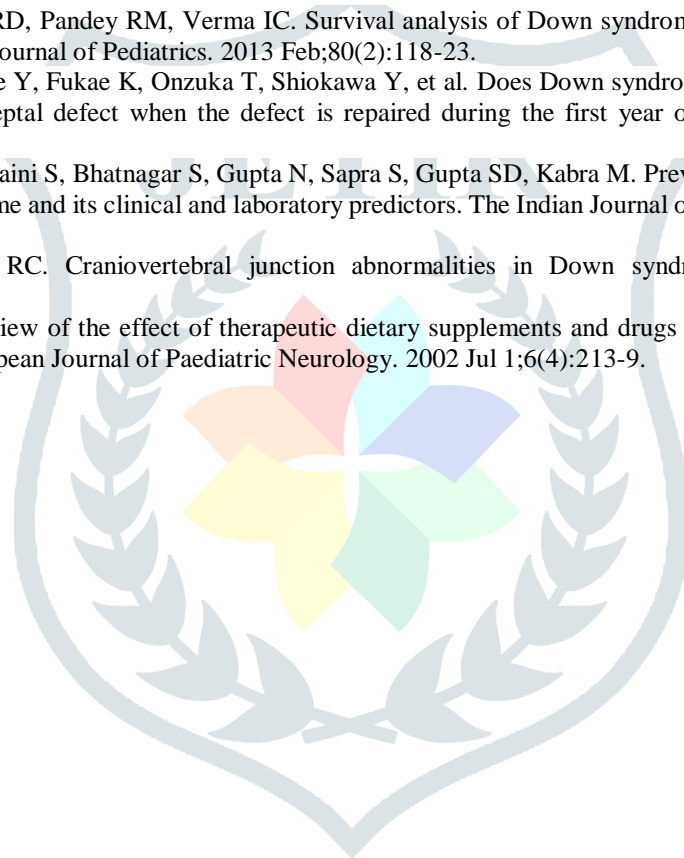 RD, Pandey RM, Verma IC. Survival analysis of Down syndrom
ournal of Pediatrics. 2013 Feb;80(2):118-23.
e Y, Fukae K, Onzuka T, Shiokawa Y, et al. Does Down syndro
eptal defect when the defect is repaired during the first year o
aini S, Bhatnagar S, Gupta N, Sapra S, Gupta SD, Kabra M. Prev
me and its clinical and laboratory predictors. The Indian Journal o
RC. Craniovertebral junction abnormalities in Down syndr
view of the effect of therapeutic dietary supplements and drugs
pean Journal of Paediatric Neurology. 2002 Jul 1;6(4):213-9.